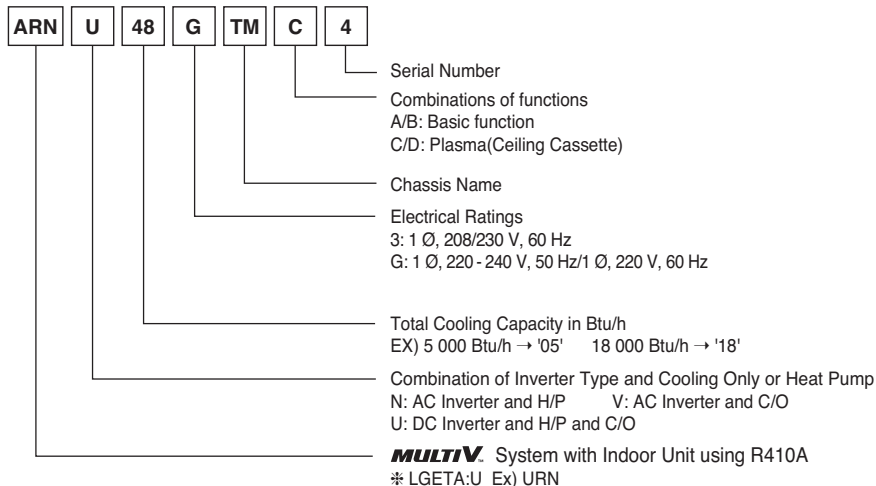 ARN U 48 G TM C 4
Serial Number
Combinations of functions
A/B: Basic function
C/D: Plasma(Ceiling Cassette)
Chassis Name
Electrical Ratings
3: 1 Ø, 208/230 V, 60 Hz
G: 1 Ø, 220 - 240 V, 50 Hz/1 Ø, 220 V, 60 Hz
Total Cooling Capacity in Btu/h
EX) 5 000 Btu/h → '05' 18 000 Btu/h → '18'
Combination of Inverter Type and Cooling Only or Heat Pump
N: AC Inverter and H/P V: AC Inverter and C/O
U: DC Inverter and H/P and C/O
MULTI V™ System with Indoor Unit using R410A
❉ LGETA:U Ex) URN